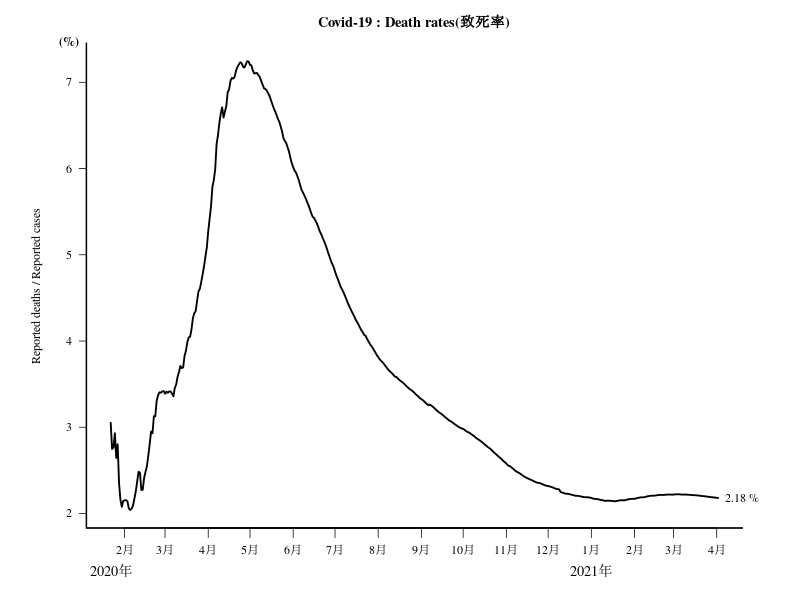 Covid-19 : Death rates(致死率)
(%)
7
6
5
4
3
2
Reported deaths / Reported cases
2.18 %
2月 3月 4月 5月 6月 7月 8月 9月 10月 11月 12月 1月 2月 3月 4月
2020年 2021年